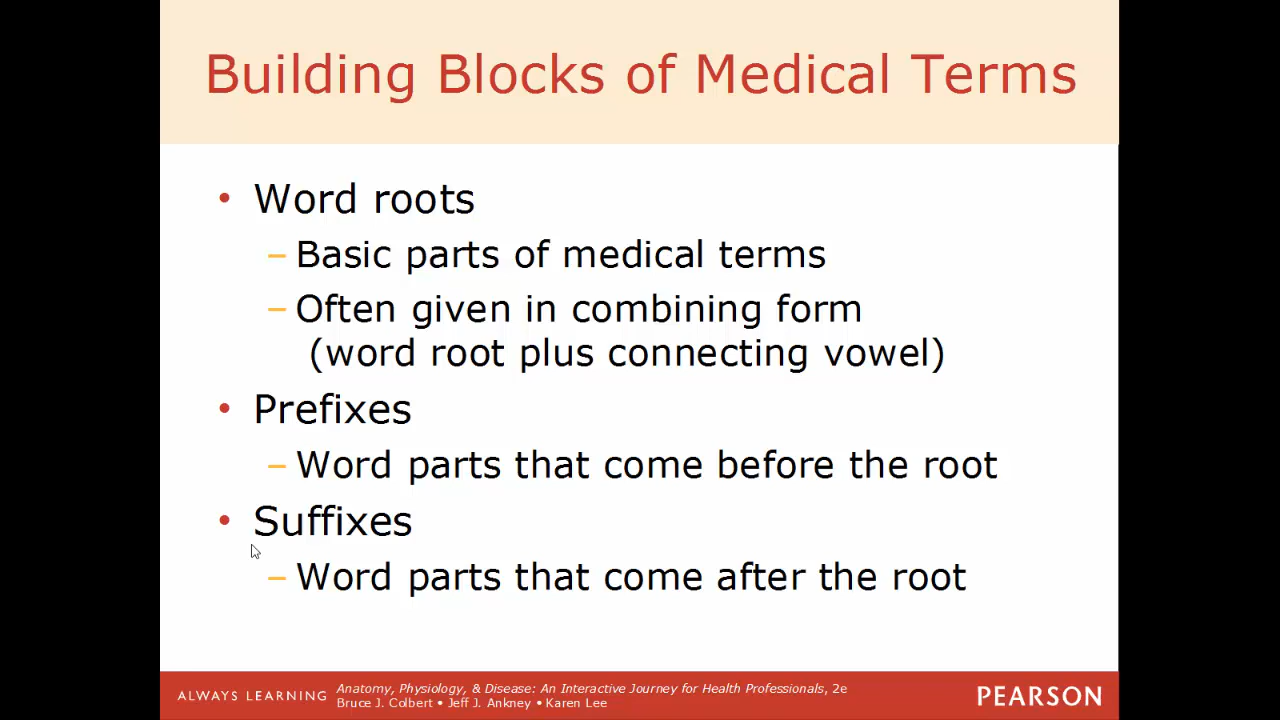 Building Blocks of Medical Terms
• Word roots
– Basic parts of medical terms
– Often given in combining form
(word root plus connecting vowel)
• Prefixes
– Word parts that come before the root
• Suffixes
– Word parts that come after the root
ALWAYS LEARNING
Anatomy, Physiology, & Disease: An Interactive Journey for Health Professionals, 2e
Bruce J. Colbert • Jeff J. Ankney • Karen Lee
PEARSON